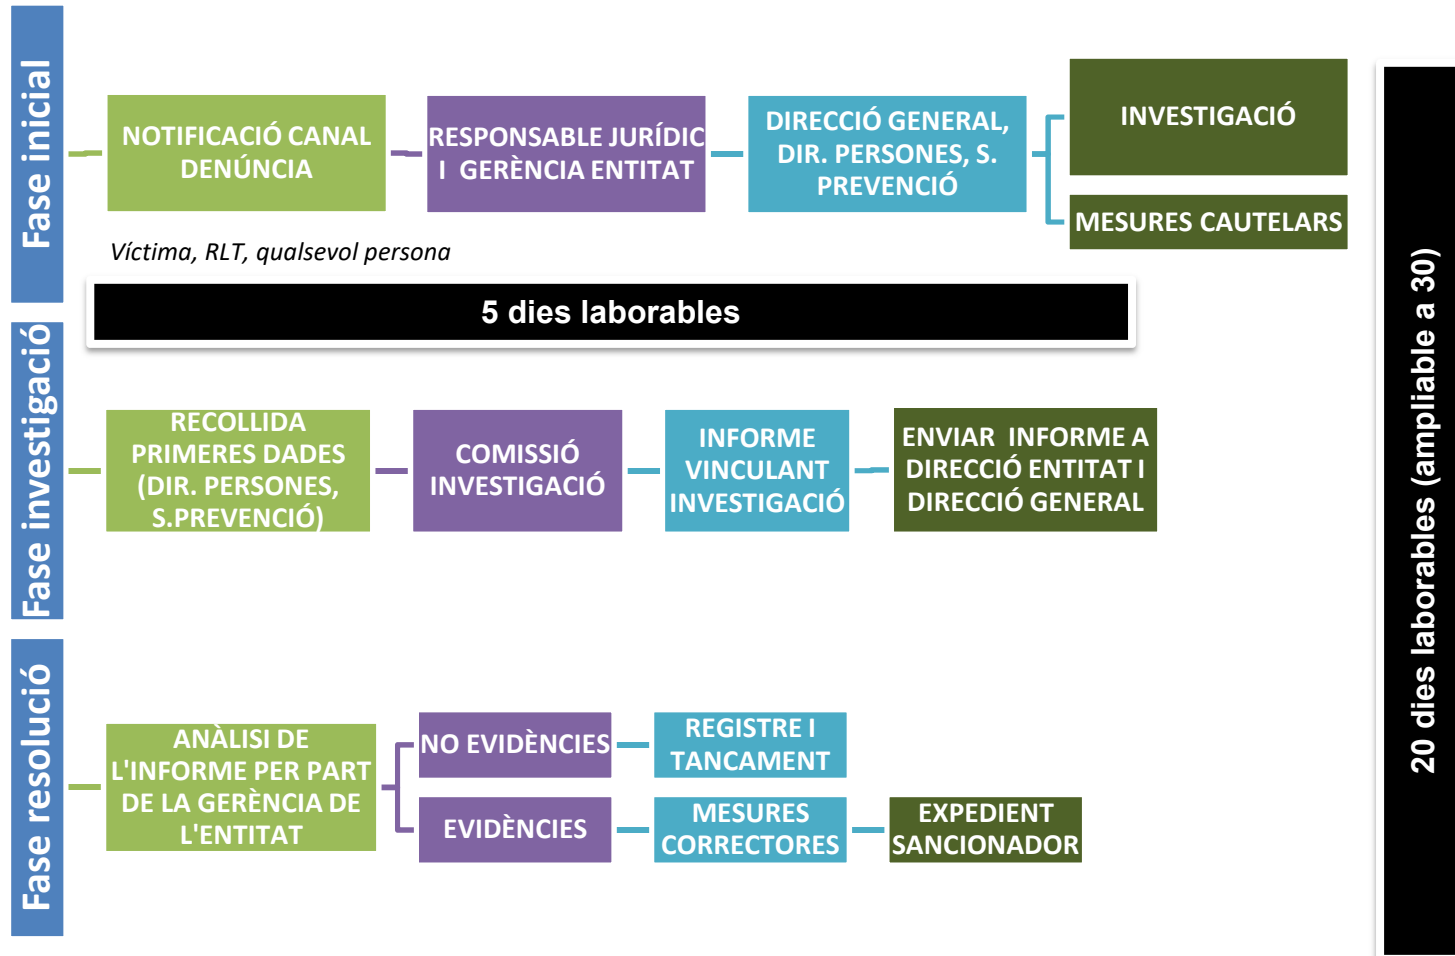 Fase inicial
NOTIFICACIÓ CANAL
DENÚNCIA
RESPONSABLE JURÍDIC
I  GERÈNCIA ENTITAT
DIRECCIÓ GENERAL,
DIR. PERSONES, S.
PREVENCIÓ
INVESTIGACIÓ
MESURES CAUTELARS
Víctima, RLT, qualsevol persona
5 dies laborables
Fase investigació
RECOLLIDA
PRIMERES DADES
(DIR. PERSONES,
S.PREVENCIÓ)
COMISSIÓ
INVESTIGACIÓ
INFORME
VINCULANT
INVESTIGACIÓ
ENVIAR  INFORME A
DIRECCIÓ ENTITAT I
DIRECCIÓ GENERAL
Fase resolució
ANÀLISI DE
L'INFORME PER PART
DE LA GERÈNCIA DE
L'ENTITAT
NO EVIDÈNCIES
REGISTRE I
TANCAMENT
EVIDÈNCIES
MESURES
CORRECTORES
EXPEDIENT
SANCIONADOR
20 dies laborables (ampliable a 30)